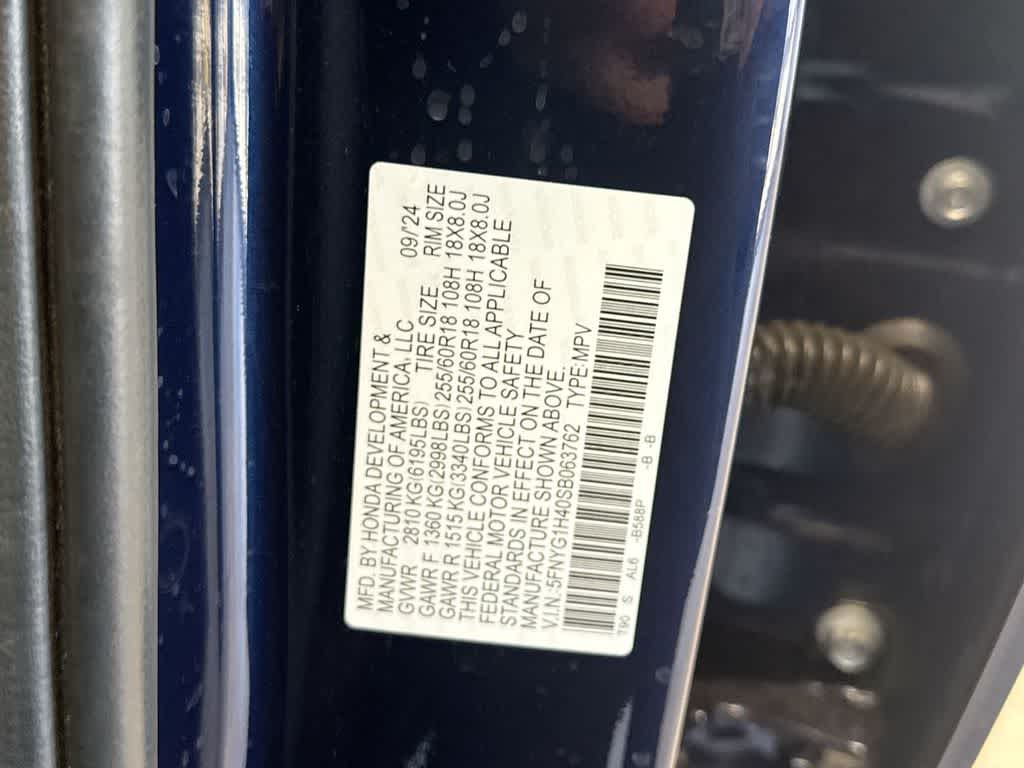 MFD. BY HONDA DEVELOPMENT &
MANUFACTURING OF AMERICA, LLC 09/24
GVWR 2810 KG(6195LBS) TIRE SIZE RIM SIZE
GAWR F 1360 KG(2998LBS) 255/60R18 108H 18X8.0J
GAWR R 1515 KG(3340LBS) 255/60R18 108H 18X8.0J
THIS VEHICLE CONFORMS TO ALL APPLICABLE
FEDERAL MOTOR VEHICLE SAFETY
STANDARDS IN EFFECT ON THE DATE OF
MANUFACTURE SHOWN ABOVE.
V.I.N.:5FNYG1H40SB063762 TYPE:MPV
T90 S AL6 -B588P -B -B